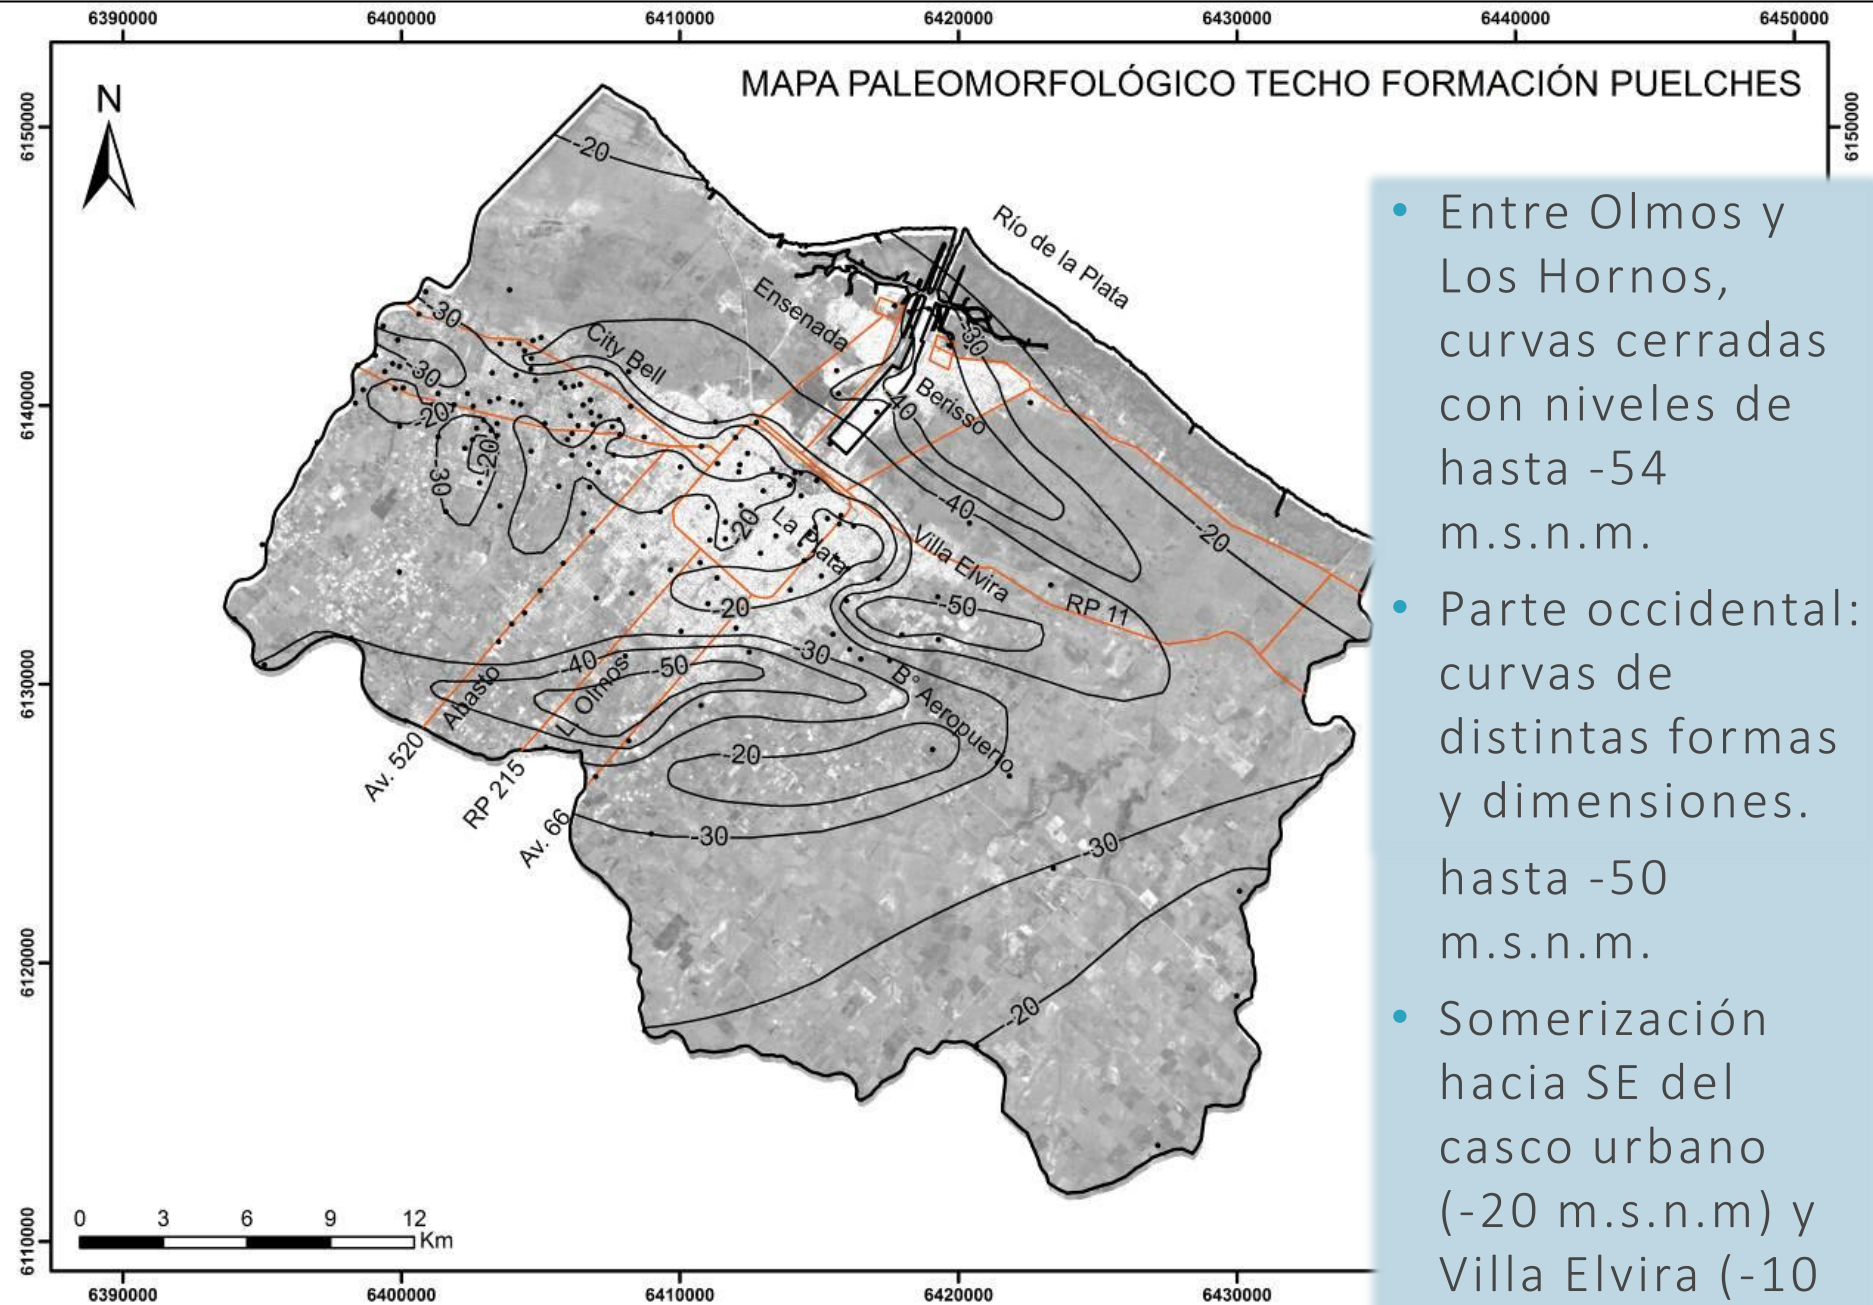 6390000 6400000 6410000 6420000 6430000 6440000 6450000
MAPA PALEOMORFOLÓGICO TECHO FORMACIÓN PUELCHES
N
6150000
6150000
6140000
6130000
6120000
6110000
-20
Río de la Plata
Ensenada
-30
City Bell
-30
-30
Berisso
-40
-20
-20
-30
-40
-20
La Plata
-20
Villa Elvira
-50
RP 11
-20
-30
-40
-50
B° Aeropuerto
Abasto
L. Olmos
Av. 520
RP 215
Av. 66
-20
-30
-30
-20
0 3 6 9 12
Km
6390000 6400000 6410000 6420000 6430000
• Entre Olmos y
Los Hornos,
curvas cerradas
con niveles de
hasta -54
m.s.n.m.
• Parte occidental:
curvas de
distintas formas
y dimensiones.
hasta -50
m.s.n.m.
• Somerización
hacia SE del
casco urbano
(-20 m.s.n.m) y
Villa Elvira (-10